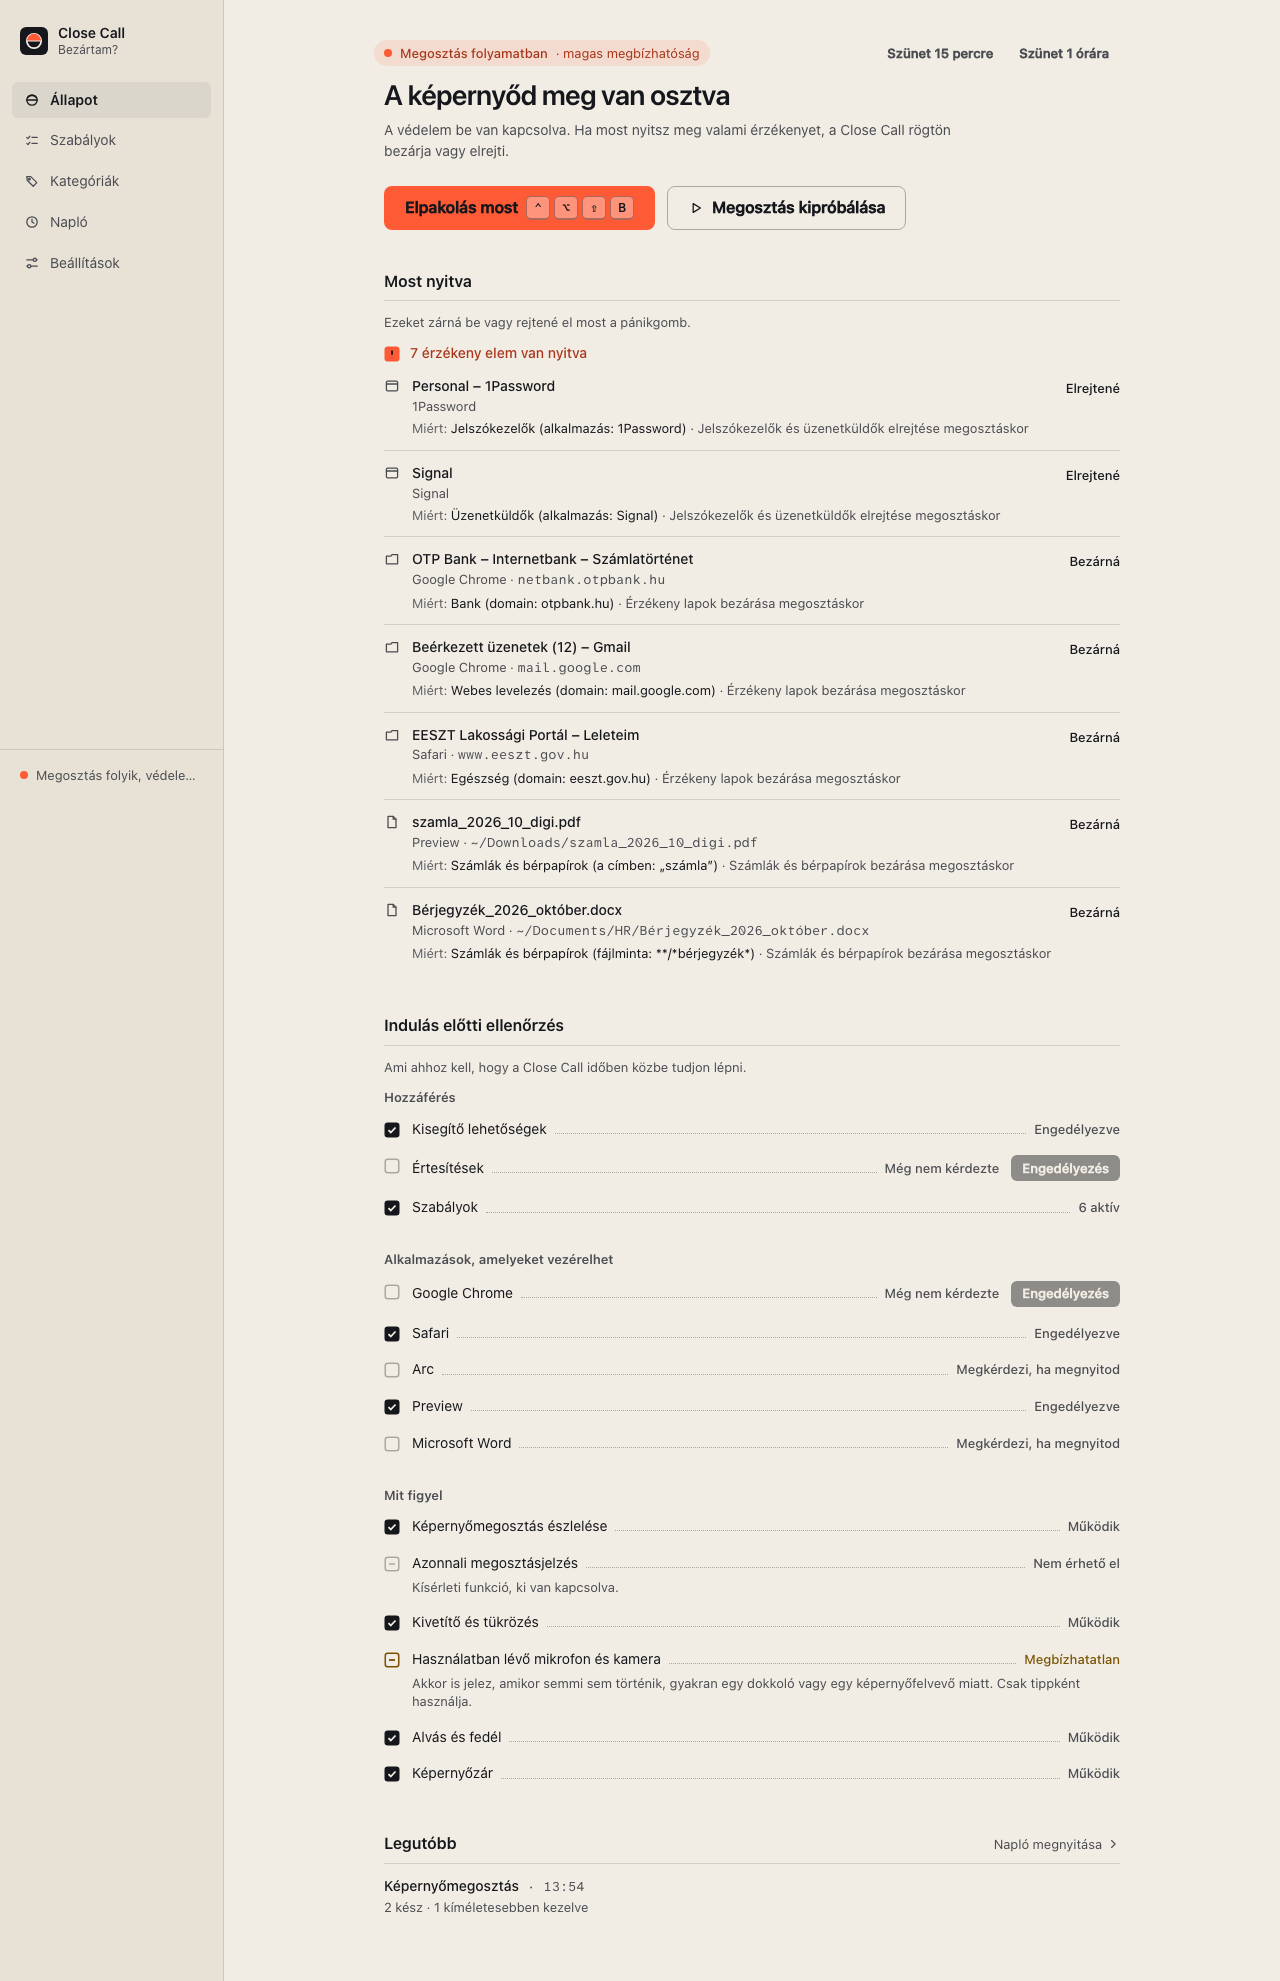 Close Call
Bezártam?
Állapot
Szabályok
Kategóriák
Napló
Beállítások
Megosztás folyik, védele…
Megosztás folyamatban · magas megbízhatóság
Szünet 15 percre
Szünet 1 órára
A képernyőd meg van osztva
A védelem be van kapcsolva. Ha most nyitsz meg valami érzékenyet, a Close Call rögtön
bezárja vagy elrejti.
Elpakolás most ⌃ ⌥ ⇧ B
Megosztás kipróbálása
Most nyitva
Ezeket zárná be vagy rejtené el most a pánikgomb.
7 érzékeny elem van nyitva
Personal – 1Password
Elrejtené
1Password
Miért: Jelszókezelők (alkalmazás: 1Password) · Jelszókezelők és üzenetküldők elrejtése megosztáskor
Signal
Elrejtené
Signal
Miért: Üzenetküldők (alkalmazás: Signal) · Jelszókezelők és üzenetküldők elrejtése megosztáskor
OTP Bank – Internetbank – Számlatörténet
Bezárná
Google Chrome · netbank.otpbank.hu
Miért: Bank (domain: otpbank.hu) · Érzékeny lapok bezárása megosztáskor
Beérkezett üzenetek (12) – Gmail
Bezárná
Google Chrome · mail.google.com
Miért: Webes levelezés (domain: mail.google.com) · Érzékeny lapok bezárása megosztáskor
EESZT Lakossági Portál – Leleteim
Bezárná
Safari · www.eeszt.gov.hu
Miért: Egészség (domain: eeszt.gov.hu) · Érzékeny lapok bezárása megosztáskor
szamla_2026_10_digi.pdf
Bezárná
Preview · ~/Downloads/szamla_2026_10_digi.pdf
Miért: Számlák és bérpapírok (a címben: „számla”) · Számlák és bérpapírok bezárása megosztáskor
Bérjegyzék_2026_október.docx
Bezárná
Microsoft Word · ~/Documents/HR/Bérjegyzék_2026_október.docx
Miért: Számlák és bérpapírok (fájlminta: **/*bérjegyzék*) · Számlák és bérpapírok bezárása megosztáskor
Indulás előtti ellenőrzés
Ami ahhoz kell, hogy a Close Call időben közbe tudjon lépni.
Hozzáférés
Kisegítő lehetőségek Engedélyezve
Értesítések Még nem kérdezte Engedélyezés
Szabályok 6 aktív
Alkalmazások, amelyeket vezérelhet
Google Chrome Még nem kérdezte Engedélyezés
Safari Engedélyezve
Arc Megkérdezi, ha megnyitod
Preview Engedélyezve
Microsoft Word Megkérdezi, ha megnyitod
Mit figyel
Képernyőmegosztás észlelése Működik
Azonnali megosztásjelzés Nem érhető el
Kísérleti funkció, ki van kapcsolva.
Kivetítő és tükrözés Működik
Használatban lévő mikrofon és kamera Megbízhatatlan
Akkor is jelez, amikor semmi sem történik, gyakran egy dokkoló vagy egy képernyőfelvevő miatt. Csak tippként
használja.
Alvás és fedél Működik
Képernyőzár Működik
Legutóbb
Napló megnyitása
Képernyőmegosztás · 13:54
2 kész · 1 kíméletesebben kezelve